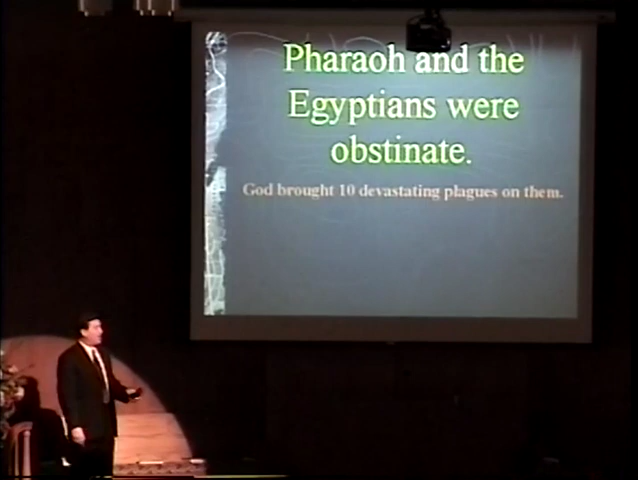 Pharaoh and the
Egyptians were
obstinate.
God brought 10 devastating plagues on them.